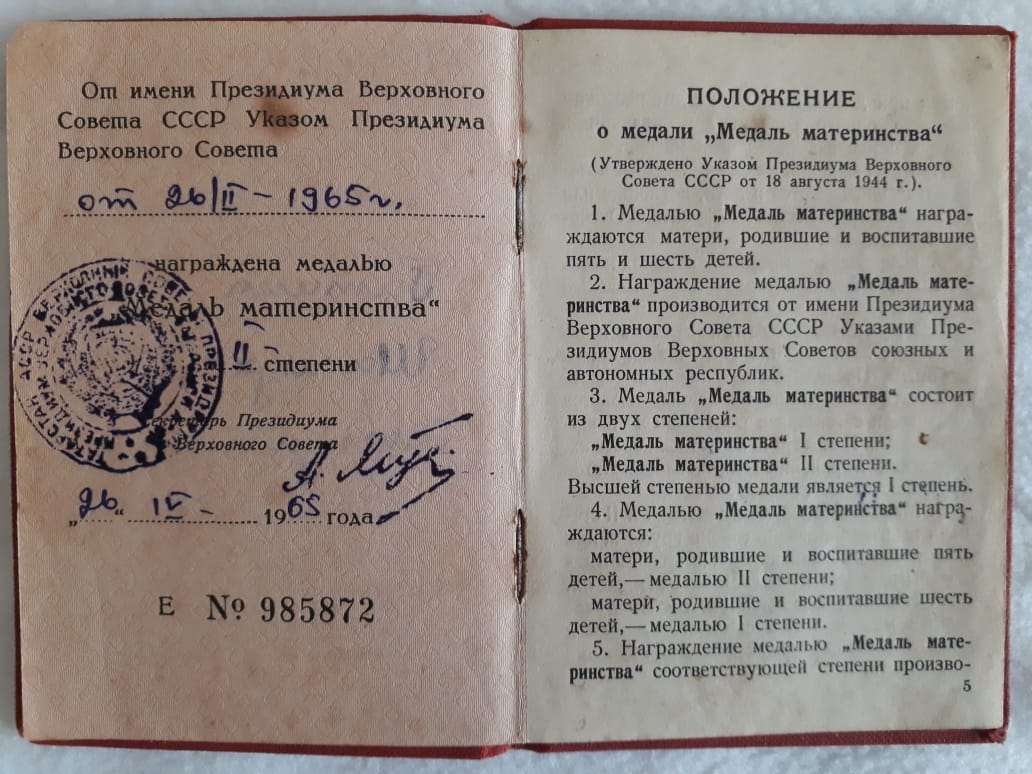 От имени Президиума Верховного
Совета СССР Указом Президиума
Верховного Совета
от 26/II – 1965 г.
награждена медалью
„Медаль материнства“
II степени
Секретарь Президиума
Верховного Совета
„26“ IV – 1965 года
Е № 985872
ПОЛОЖЕНИЕ
о медали „Медаль материнства“
(Утверждено Указом Президиума Верховного
Совета СССР от 18 августа 1944 г.).
1. Медалью „Медаль материнства“ награ-
ждаются матери, родившие и воспитавшие
пять и шесть детей.
2. Награждение медалью „Медаль мате-
ринства“ производится от имени Президиума
Верховного Совета СССР Указами Пре-
зидиумов Верховных Советов союзных и
автономных республик.
3. Медаль „Медаль материнства“ состоит
из двух степеней:
„Медаль материнства“ I степени;
„Медаль материнства“ II степени.
Высшей степенью медали является I степень.
4. Медалью „Медаль материнства“ награ-
ждаются:
матери, родившие и воспитавшие пять
детей,— медалью II степени;
матери, родившие и воспитавшие шесть
детей,— медалью I степени.
5. Награждение медалью „Медаль мате-
ринства“ соответствующей степени произво-
5